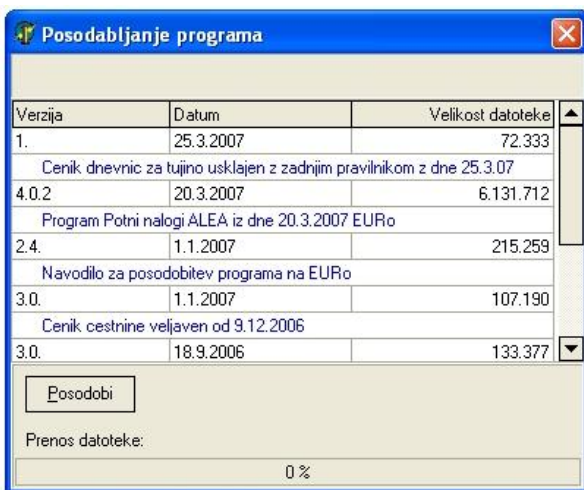 Posodabljanje programa
Verzija Datum Velikost datoteke
1. 25.3.2007 72.333
Cenik dnevnic za tujino usklajen z zadnjim pravilnikom z dne 25.3.07
4.0.2 20.3.2007 6.131.712
Program Potni nalogi ALEA iz dne 20.3.2007 EURo
2.4. 1.1.2007 215.259
Navodilo za posodobitev programa na EURo
3.0. 1.1.2007 107.190
Cenik cestnine veljaven od 9.12.2006
3.0. 18.9.2006 133.377
Posodobi
Prenos datoteke:
0 %